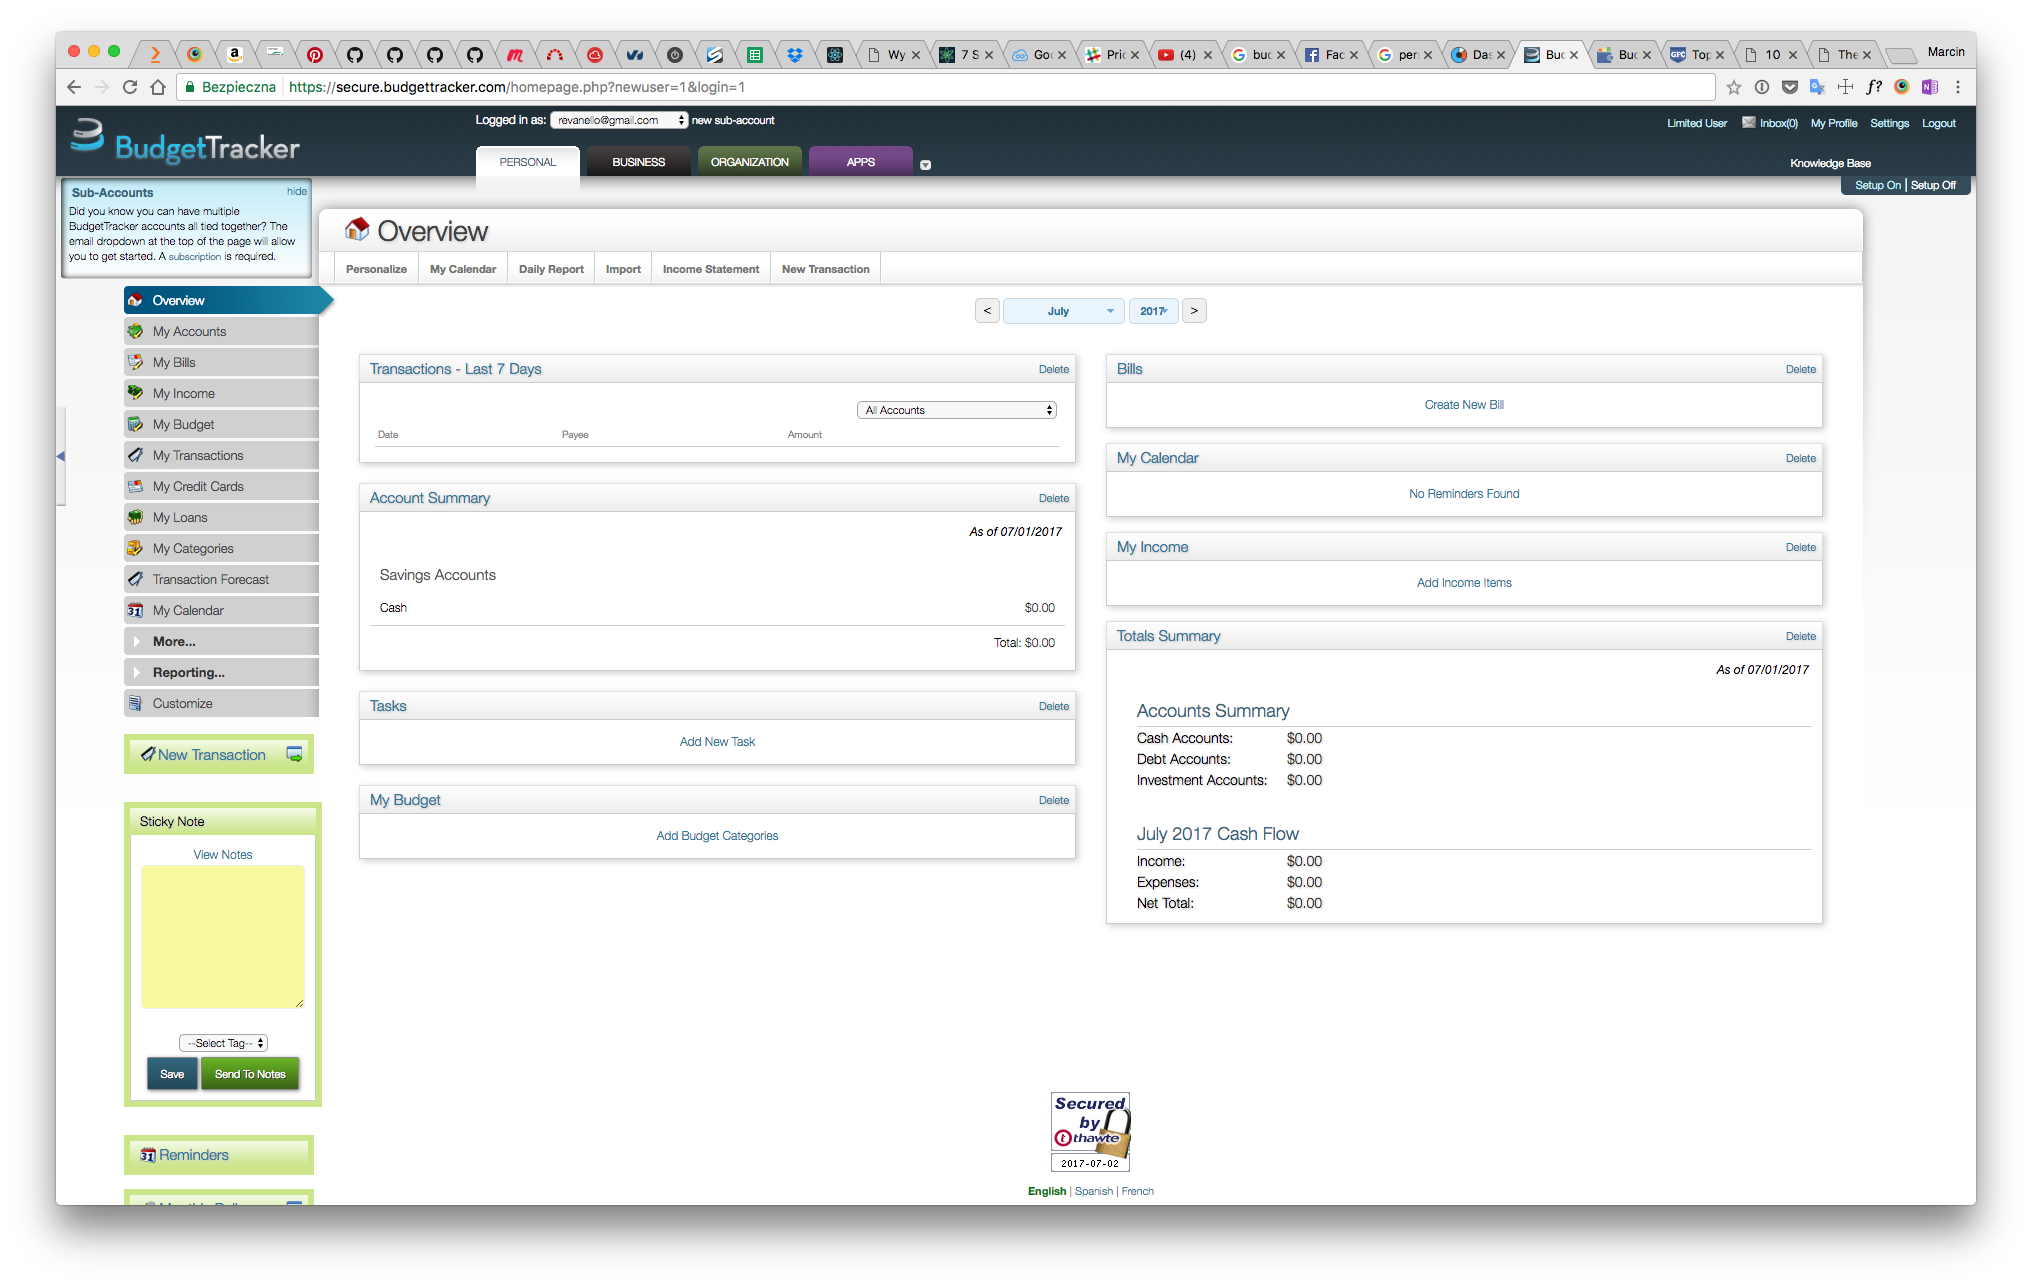 Wy
7 S
Goo
Pric
(4)
buc
Fac
per
Das
Buc
Buc
GFC
Top
10
The
Marcin
Bezpieczna
https://secure.budgettracker.com/homepage.php?newuser=1&login=1
BudgetTracker
Logged in as:
revanello@gmail.com
new sub-account
Limited User
Inbox(0)
My Profile
Settings
Logout
PERSONAL
BUSINESS
ORGANIZATION
APPS
Knowledge Base
Setup On | Setup Off
Sub-Accounts
hide
Did you know you can have multiple
BudgetTracker accounts all tied together? The
email dropdown at the top of the page will allow
you to get started. A subscription is required.
Overview
Personalize
My Calendar
Daily Report
Import
Income Statement
New Transaction
<
July
2017
>
Overview
My Accounts
My Bills
My Income
My Budget
My Transactions
My Credit Cards
My Loans
My Categories
Transaction Forecast
31 My Calendar
More...
Reporting...
Customize
New Transaction
Sticky Note
View Notes
--Select Tag--
Save
Send To Notes
31 Reminders
Transactions - Last 7 Days
Delete
All Accounts
Date
Payee
Amount
Account Summary
Delete
As of 07/01/2017
Savings Accounts
Cash
$0.00
Total: $0.00
Tasks
Delete
Add New Task
My Budget
Delete
Add Budget Categories
Bills
Delete
Create New Bill
My Calendar
Delete
No Reminders Found
My Income
Delete
Add Income Items
Totals Summary
Delete
As of 07/01/2017
Accounts Summary
Cash Accounts: $0.00
Debt Accounts: $0.00
Investment Accounts: $0.00
July 2017 Cash Flow
Income: $0.00
Expenses: $0.00
Net Total: $0.00
Secured
by
thawte
2017-07-02
English | Spanish | French